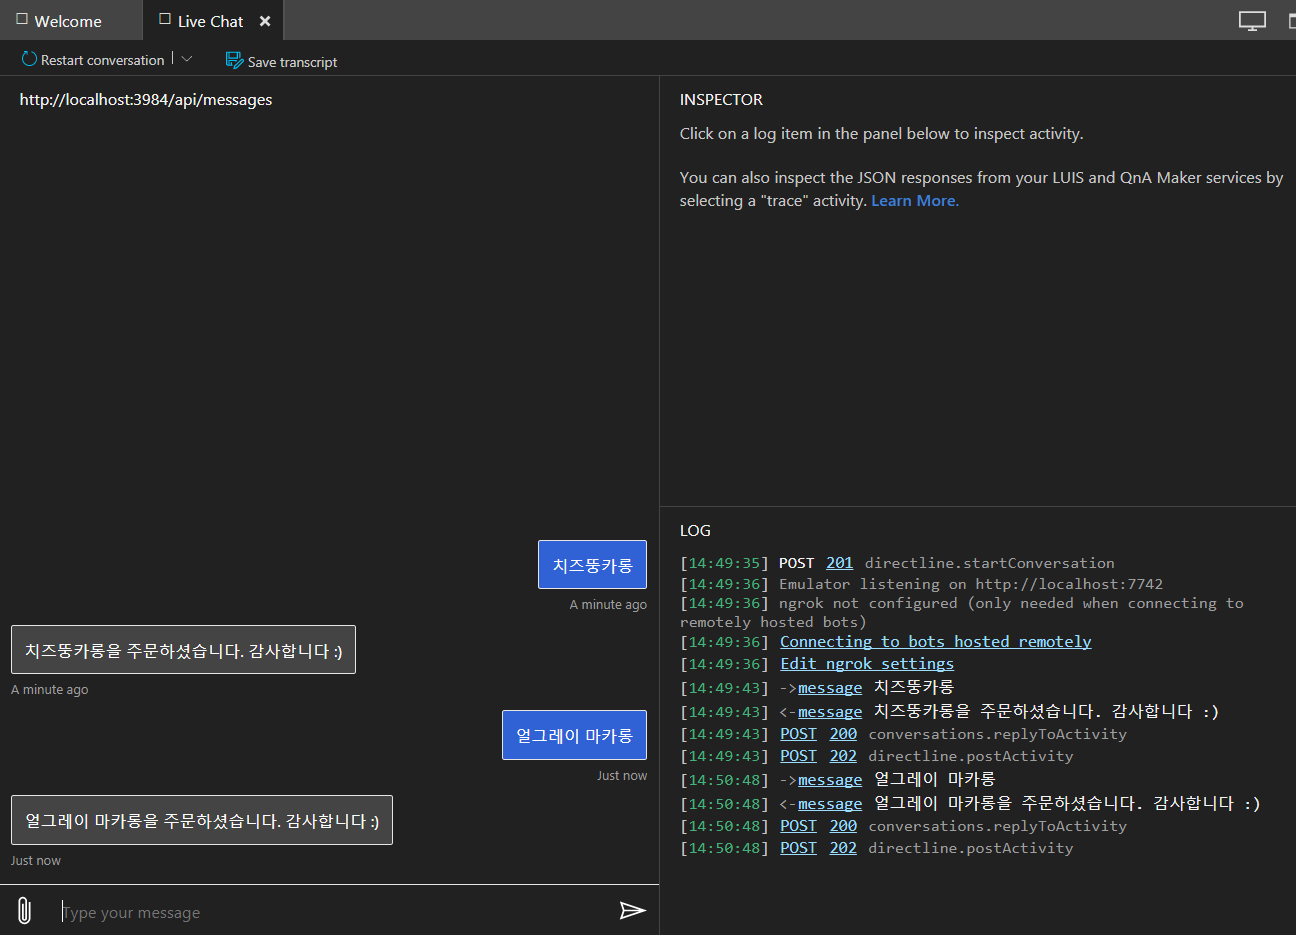 Welcome
Live Chat
Restart conversation
Save transcript
http://localhost:3984/api/messages
치즈뚱카롱
A minute ago
치즈뚱카롱을 주문하셨습니다. 감사합니다 :)
A minute ago
얼그레이 마카롱
Just now
얼그레이 마카롱을 주문하셨습니다. 감사합니다 :)
Just now
Type your message
INSPECTOR
Click on a log item in the panel below to inspect activity.
You can also inspect the JSON responses from your LUIS and QnA Maker services by
selecting a "trace" activity. Learn More.
LOG
[14:49:35] POST 201 directline.startConversation
[14:49:36] Emulator listening on http://localhost:7742
[14:49:36] ngrok not configured (only needed when connecting to
remotely hosted bots)
[14:49:36] Connecting to bots hosted remotely
[14:49:36] Edit ngrok settings
[14:49:43] ->message 치즈뚱카롱
[14:49:43] <-message 치즈뚱카롱을 주문하셨습니다. 감사합니다 :)
[14:49:43] POST 200 conversations.replyToActivity
[14:49:43] POST 202 directline.postActivity
[14:50:48] ->message 얼그레이 마카롱
[14:50:48] <-message 얼그레이 마카롱을 주문하셨습니다. 감사합니다 :)
[14:50:48] POST 200 conversations.replyToActivity
[14:50:48] POST 202 directline.postActivity